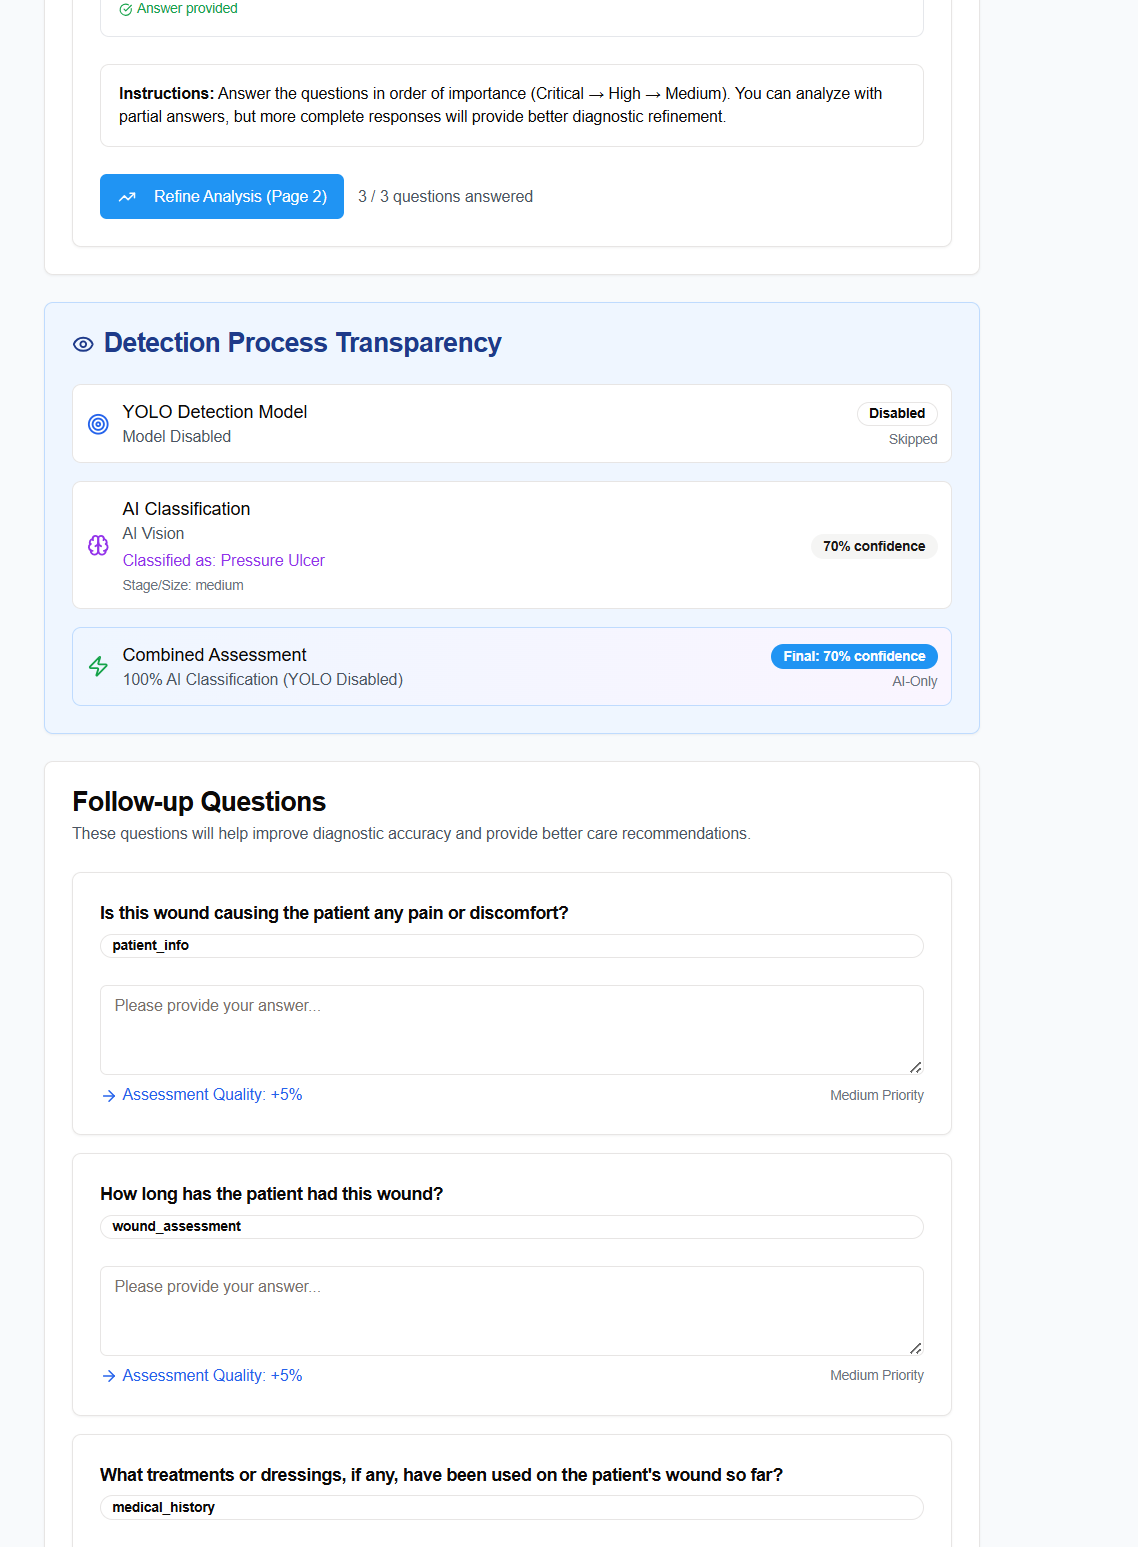 Answer provided
Instructions: Answer the questions in order of importance (Critical → High → Medium). You can analyze with
partial answers, but more complete responses will provide better diagnostic refinement.
Refine Analysis (Page 2)
3 / 3 questions answered
Detection Process Transparency
YOLO Detection Model
Model Disabled
Disabled
Skipped
AI Classification
AI Vision
Classified as: Pressure Ulcer
Stage/Size: medium
70% confidence
Combined Assessment
100% AI Classification (YOLO Disabled)
Final: 70% confidence
AI-Only
Follow-up Questions
These questions will help improve diagnostic accuracy and provide better care recommendations.
Is this wound causing the patient any pain or discomfort?
patient_info
Please provide your answer...
→ Assessment Quality: +5%
Medium Priority
How long has the patient had this wound?
wound_assessment
Please provide your answer...
→ Assessment Quality: +5%
Medium Priority
What treatments or dressings, if any, have been used on the patient's wound so far?
medical_history